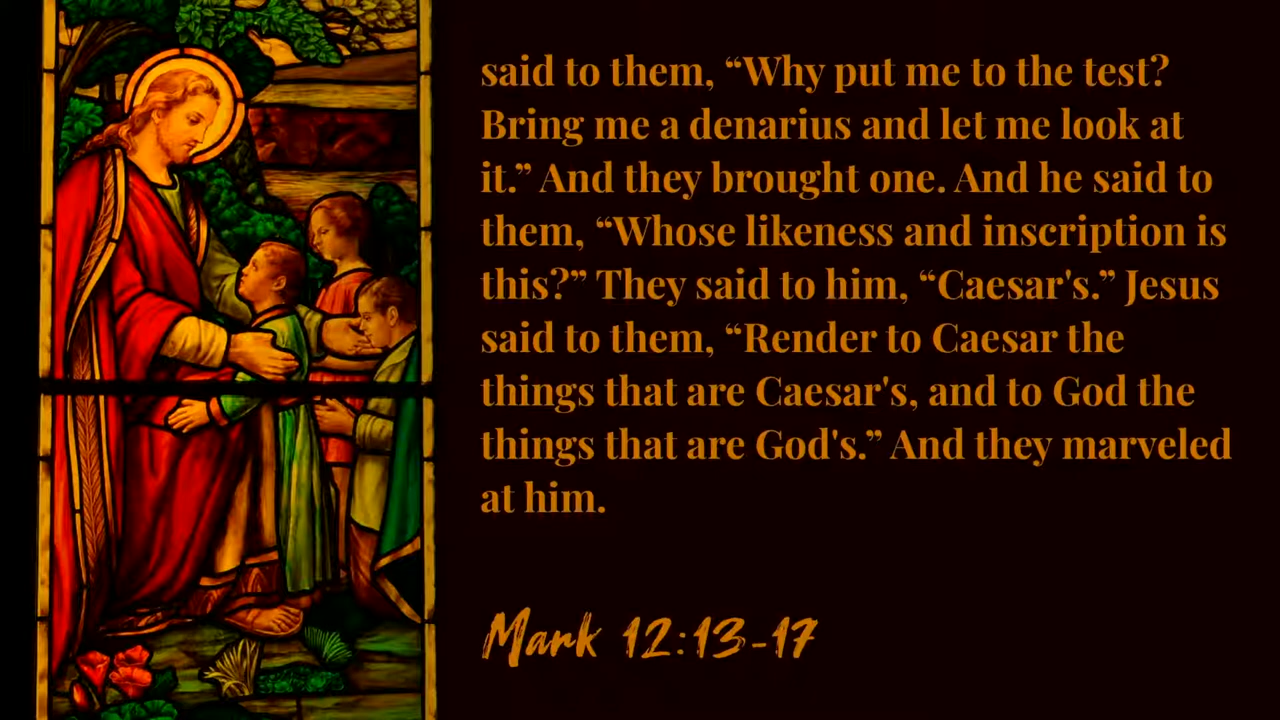 said to them, “Why put me to the test?
Bring me a denarius and let me look at
it.” And they brought one. And he said to
them, “Whose likeness and inscription is
this?” They said to him, “Caesar's.” Jesus
said to them, “Render to Caesar the
things that are Caesar's, and to God the
things that are God's.” And they marveled
at him.
Mark 12:13-17